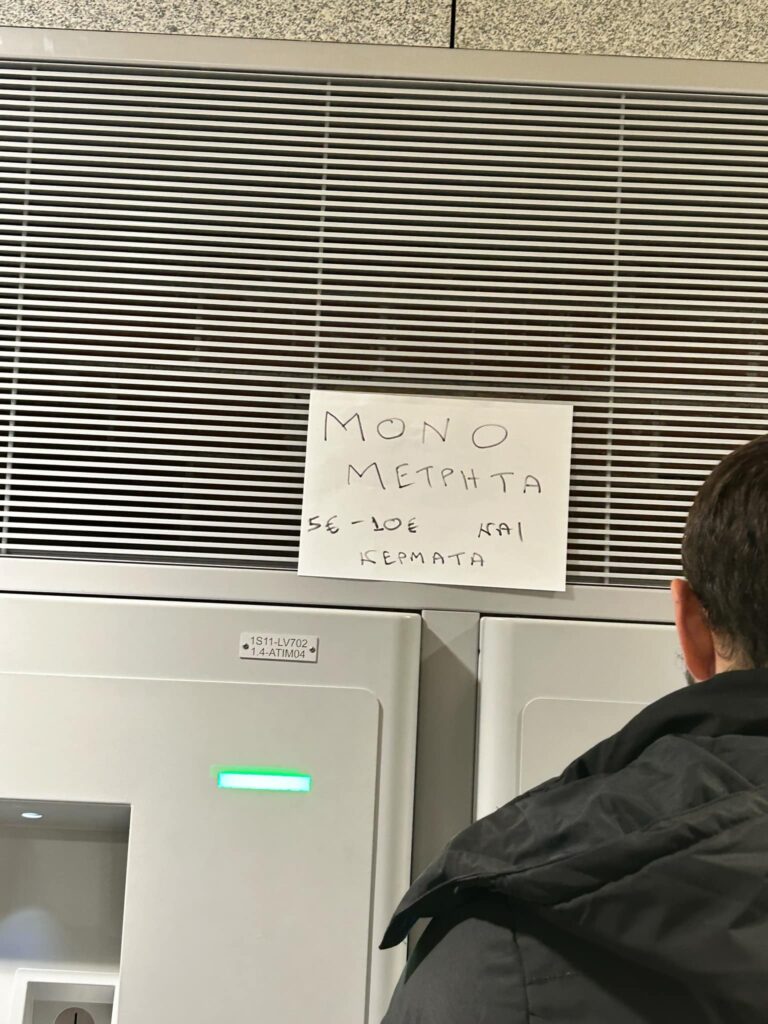 ΜΟΝΟ
ΜΕΤΡΗΤΑ
5€ - 10€ ΚΑΙ
ΚΕΡΜΑΤΑ
1S11-LV702
1.4-ATIM04